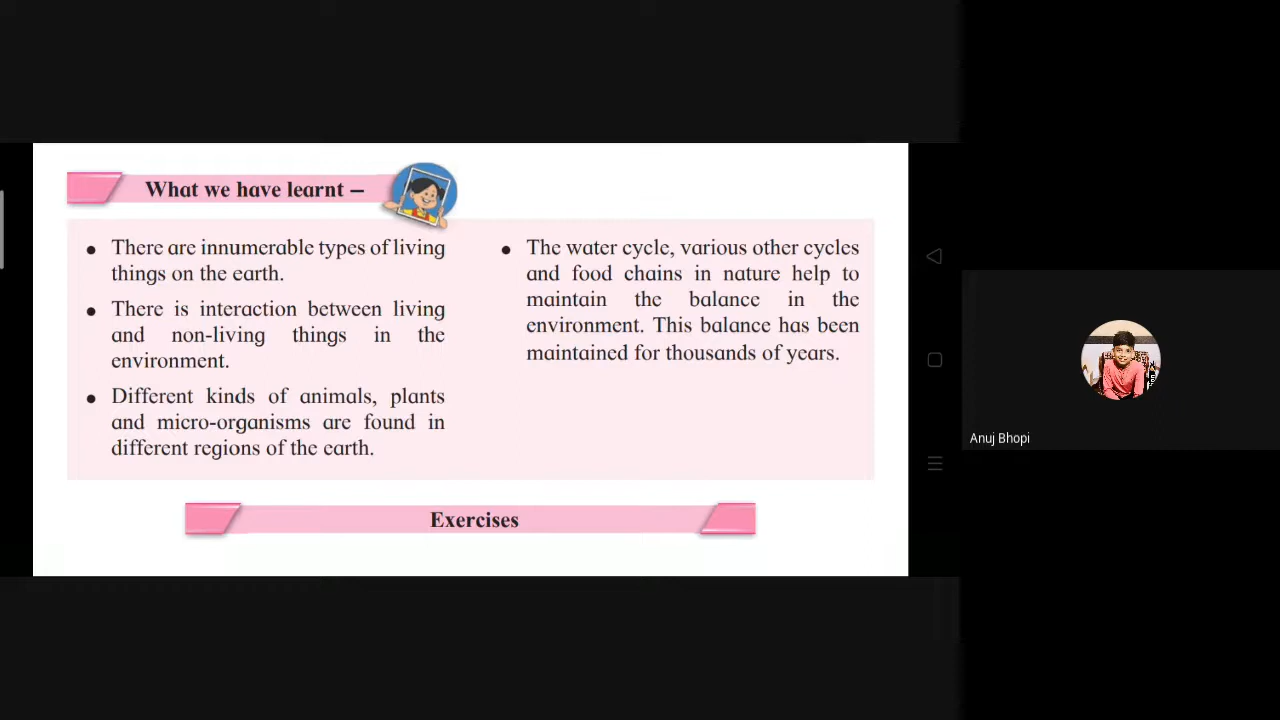 What we have learnt –
● There are innumerable types of living
things on the earth.
● There is interaction between living
and non-living things in the
environment.
● Different kinds of animals, plants
and micro-organisms are found in
different regions of the earth.
● The water cycle, various other cycles
and food chains in nature help to
maintain the balance in the
environment. This balance has been
maintained for thousands of years.
Exercises
Anuj Bhopi